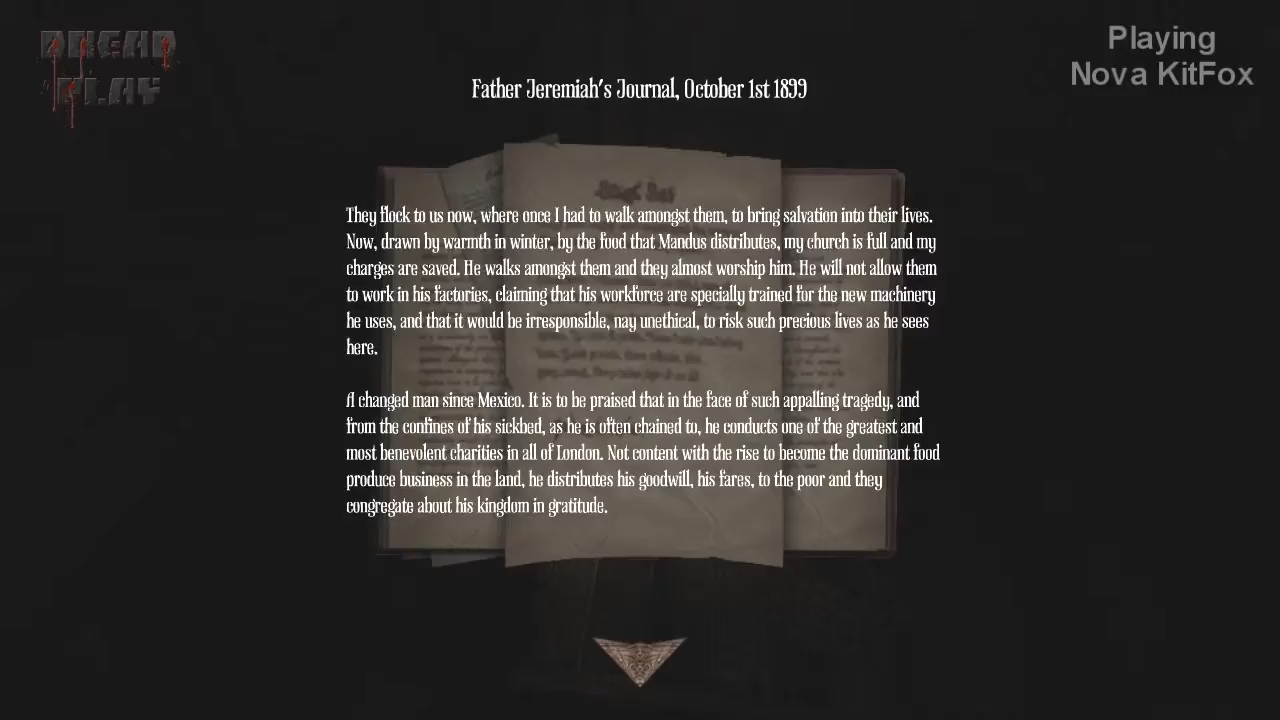 DREAD
PLAY
Playing
Nova KitFox
Father Jeremiah's Journal, October 1st 1899
They flock to us now, where once I had to walk amongst them, to bring salvation into their lives.
Now, drawn by warmth in winter, by the food that Mandus distributes, my church is full and my
charges are saved. He walks amongst them and they almost worship him. He will not allow them
to work in his factories, claiming that his workforce are specially trained for the new machinery
he uses, and that it would be irresponsible, nay unethical, to risk such precious lives as he sees
here.
A changed man since Mexico. It is to be praised that in the face of such appalling tragedy, and
from the confines of his sickbed, as he is often chained to, he conducts one of the greatest and
most benevolent charities in all of London. Not content with the rise to become the dominant food
produce business in the land, he distributes his goodwill, his fares, to the poor and they
congregate about his kingdom in gratitude.